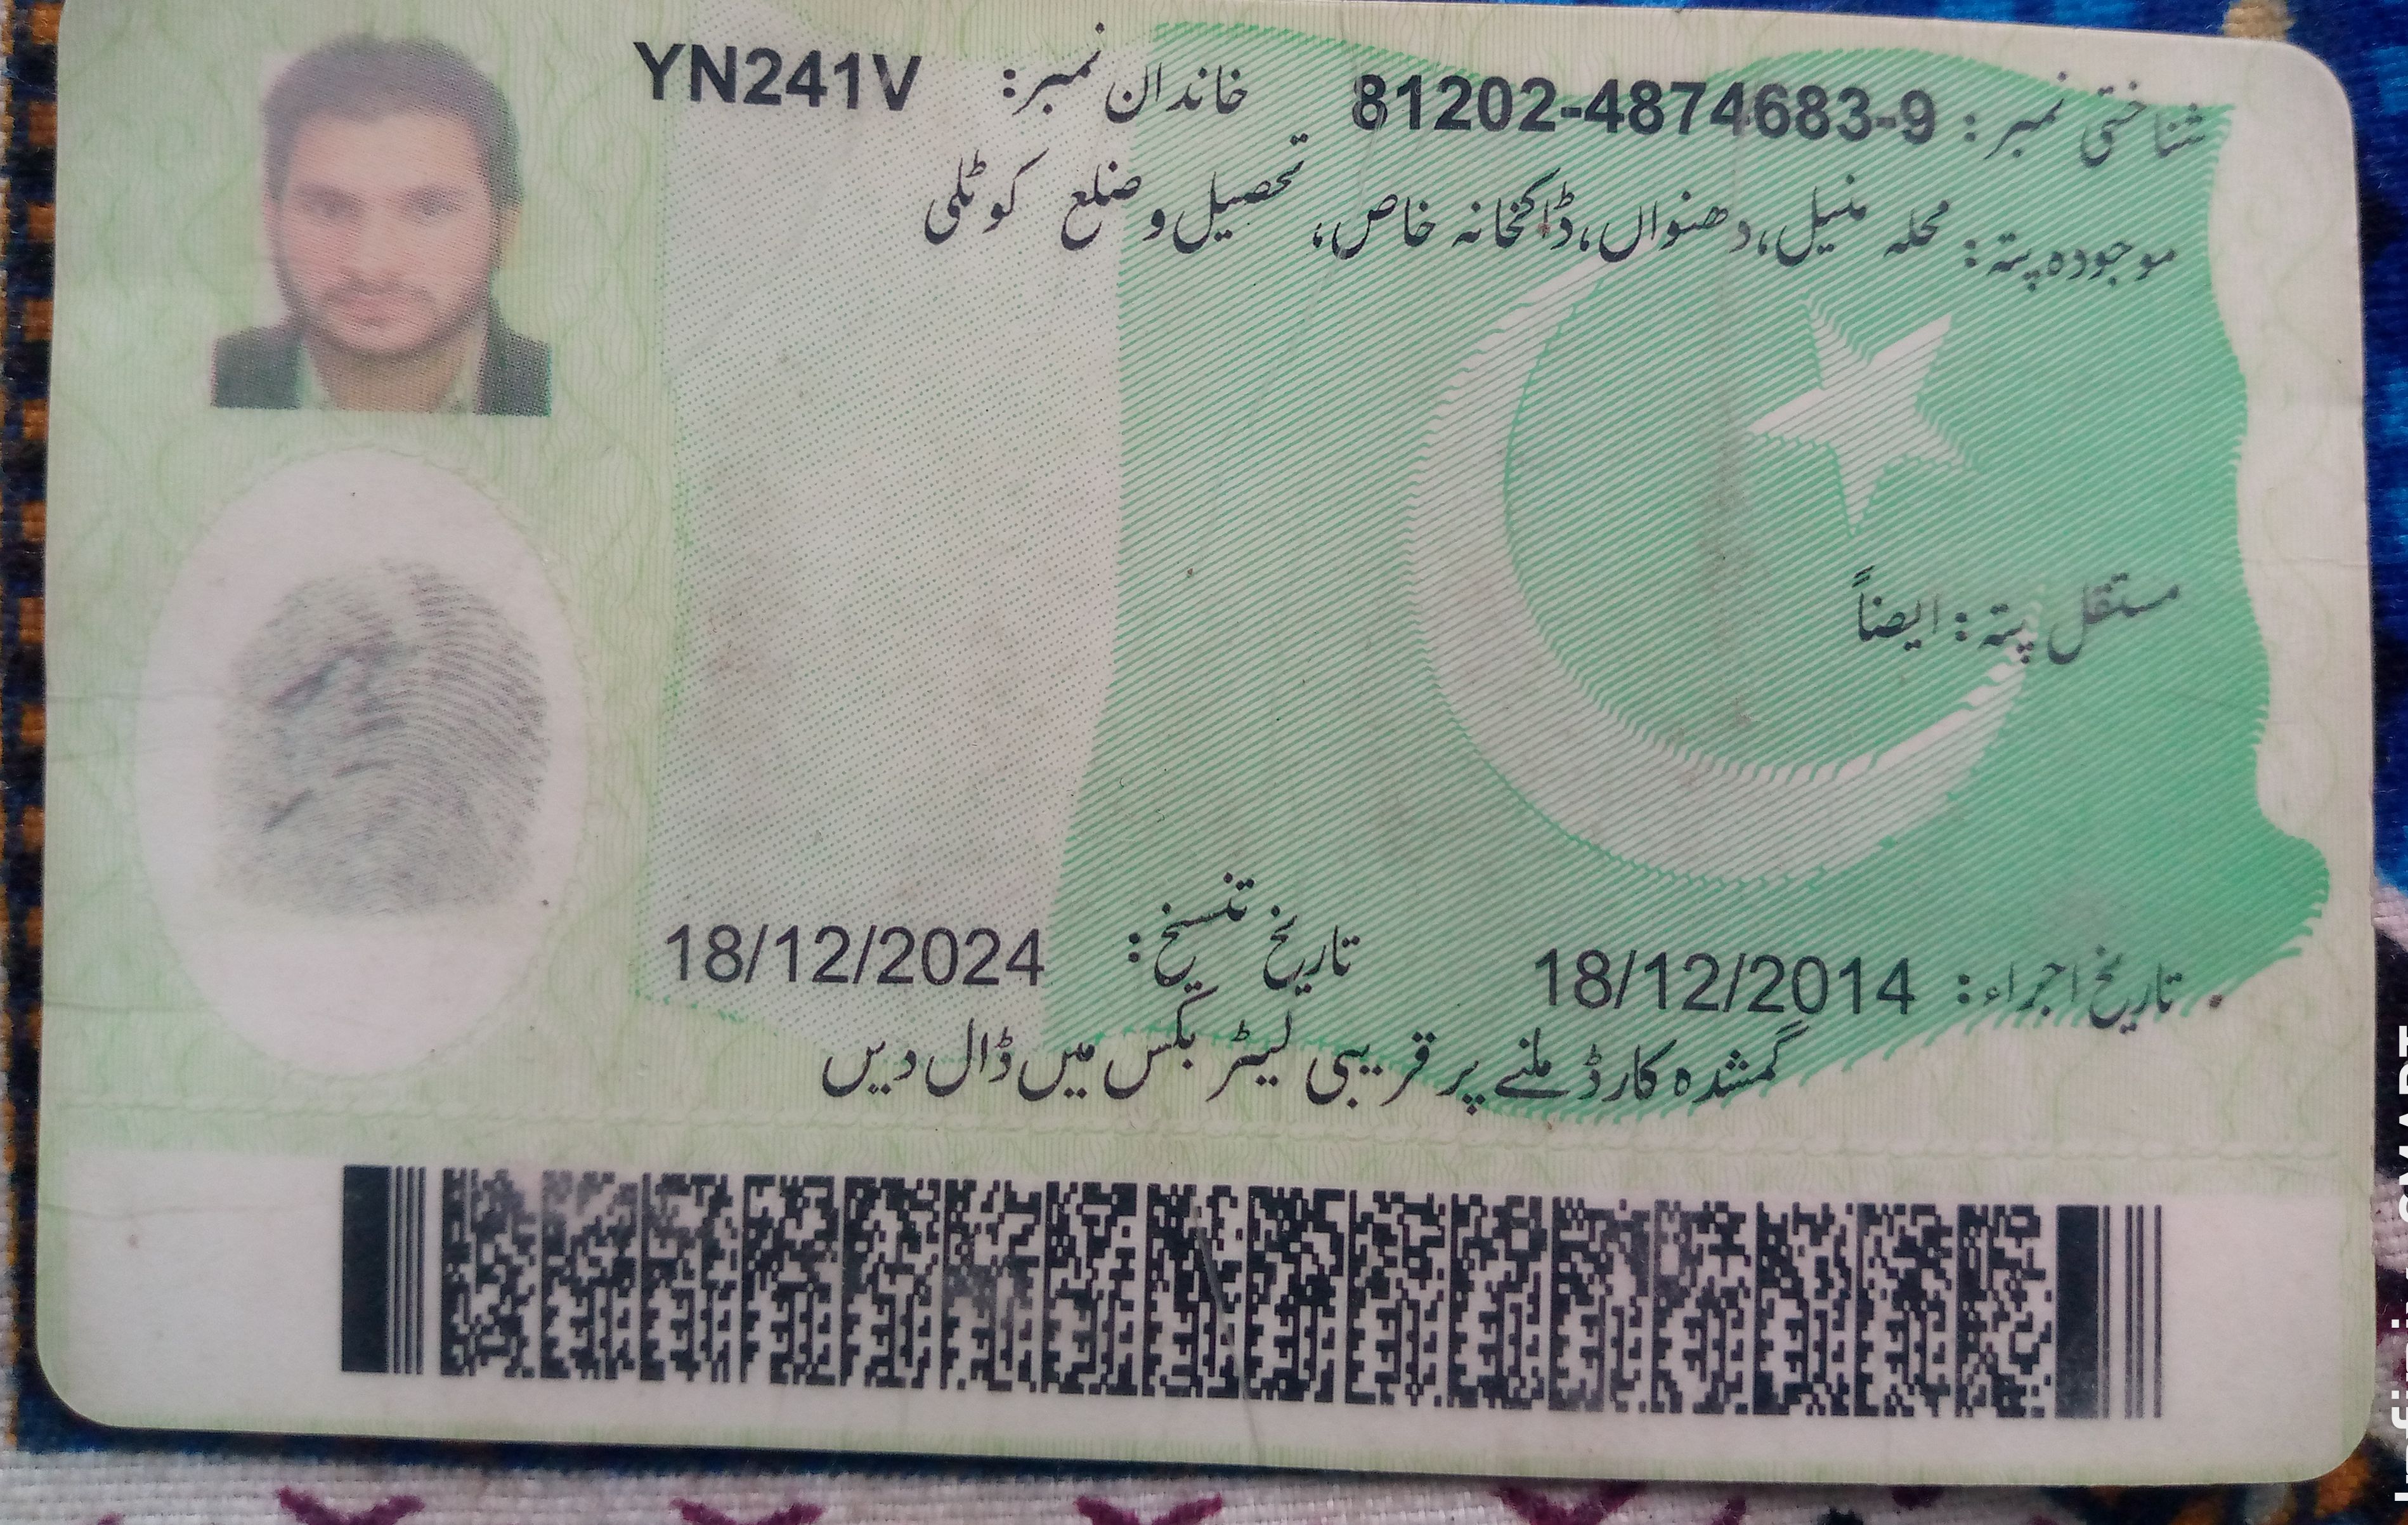 شناختی نمبر: 81202-4874683-9 خاندان نمبر: YN241V
موجودہ پتہ: محلہ منیل، دھنواں، ڈاکخانہ خاص، تحصیل و ضلع کوٹلی
مستقل پتہ: ایضاً
تاریخ اجراء: 18/12/2014 تاریخ تنسیخ: 18/12/2024
گمشدہ کارڈ ملنے پر قریبی لیٹر بکس میں ڈال دیں